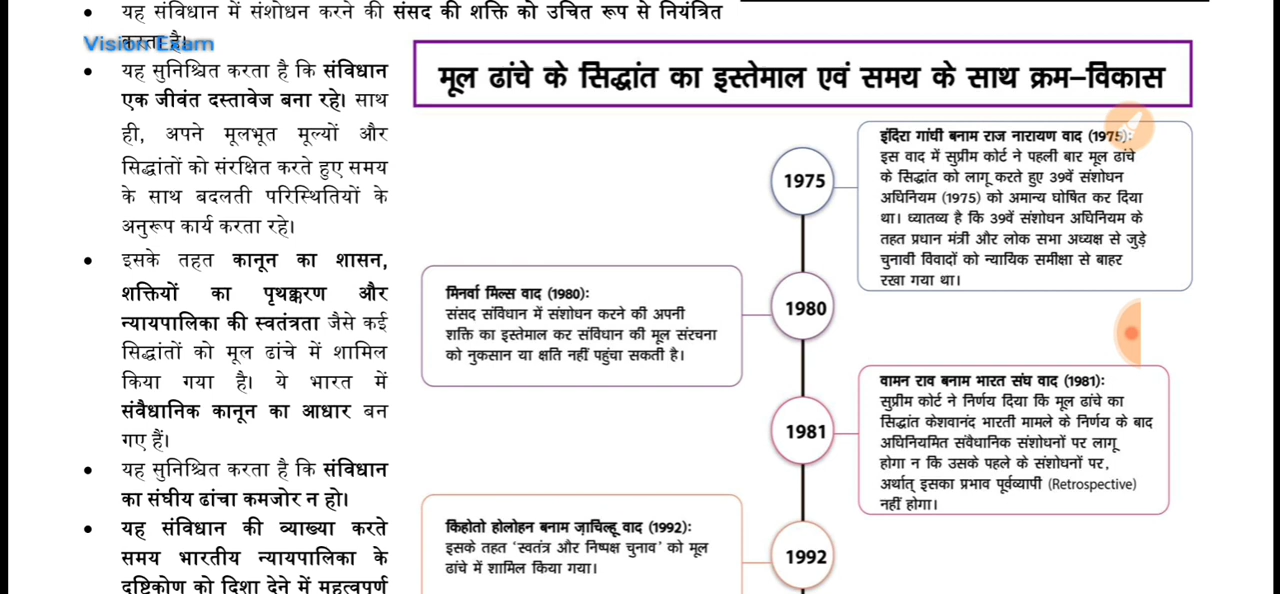 • यह संविधान में संशोधन करने की संसद की शक्ति को उचित रूप से नियंत्रित
करता है।
Vision Exam
• यह सुनिश्चित करता है कि संविधान
एक जीवंत दस्तावेज बना रहे। साथ
ही, अपने मूलभूत मूल्यों और
सिद्धांतों को संरक्षित करते हुए समय
के साथ बदलती परिस्थितियों के
अनुरूप कार्य करता रहे।
• इसके तहत कानून का शासन,
शक्तियों का पृथक्करण और
न्यायपालिका की स्वतंत्रता जैसे कई
सिद्धांतों को मूल ढांचे में शामिल
किया गया है। ये भारत में
संवैधानिक कानून का आधार बन
गए हैं।
• यह सुनिश्चित करता है कि संविधान
का संघीय ढांचा कमजोर न हो।
• यह संविधान की व्याख्या करते
समय भारतीय न्यायपालिका के
दृष्टिकोण को दिशा देने में महत्वपूर्ण
मूल ढांचे के सिद्धांत का इस्तेमाल एवं समय के साथ क्रम-विकास
1975
इंदिरा गांधी बनाम राज नारायण वाद (1975):
इस वाद में सुप्रीम कोर्ट ने पहली बार मूल ढांचे
के सिद्धांत को लागू करते हुए 39वें संशोधन
अधिनियम (1975) को अमान्य घोषित कर दिया
था। ध्यातव्य है कि 39वें संशोधन अधिनियम के
तहत प्रधान मंत्री और लोक सभा अध्यक्ष से जुड़े
चुनावी विवादों को न्यायिक समीक्षा से बाहर
रखा गया था।
1980
मिनर्वा मिल्स वाद (1980):
संसद संविधान में संशोधन करने की अपनी
शक्ति का इस्तेमाल कर संविधान की मूल संरचना
को नुकसान या क्षति नहीं पहुंचा सकती है।
1981
वामन राव बनाम भारत संघ वाद (1981):
सुप्रीम कोर्ट ने निर्णय दिया कि मूल ढांचे का
सिद्धांत केशवानंद भारती मामले के निर्णय के बाद
अधिनियमित संवैधानिक संशोधनों पर लागू
होगा न कि उसके पहले के संशोधनों पर,
अर्थात् इसका प्रभाव पूर्वव्यापी (Retrospective)
नहीं होगा।
1992
किहोतो होलोहन बनाम ज़ाचिल्हू वाद (1992):
इसके तहत 'स्वतंत्र और निष्पक्ष चुनाव' को मूल
ढांचे में शामिल किया गया।